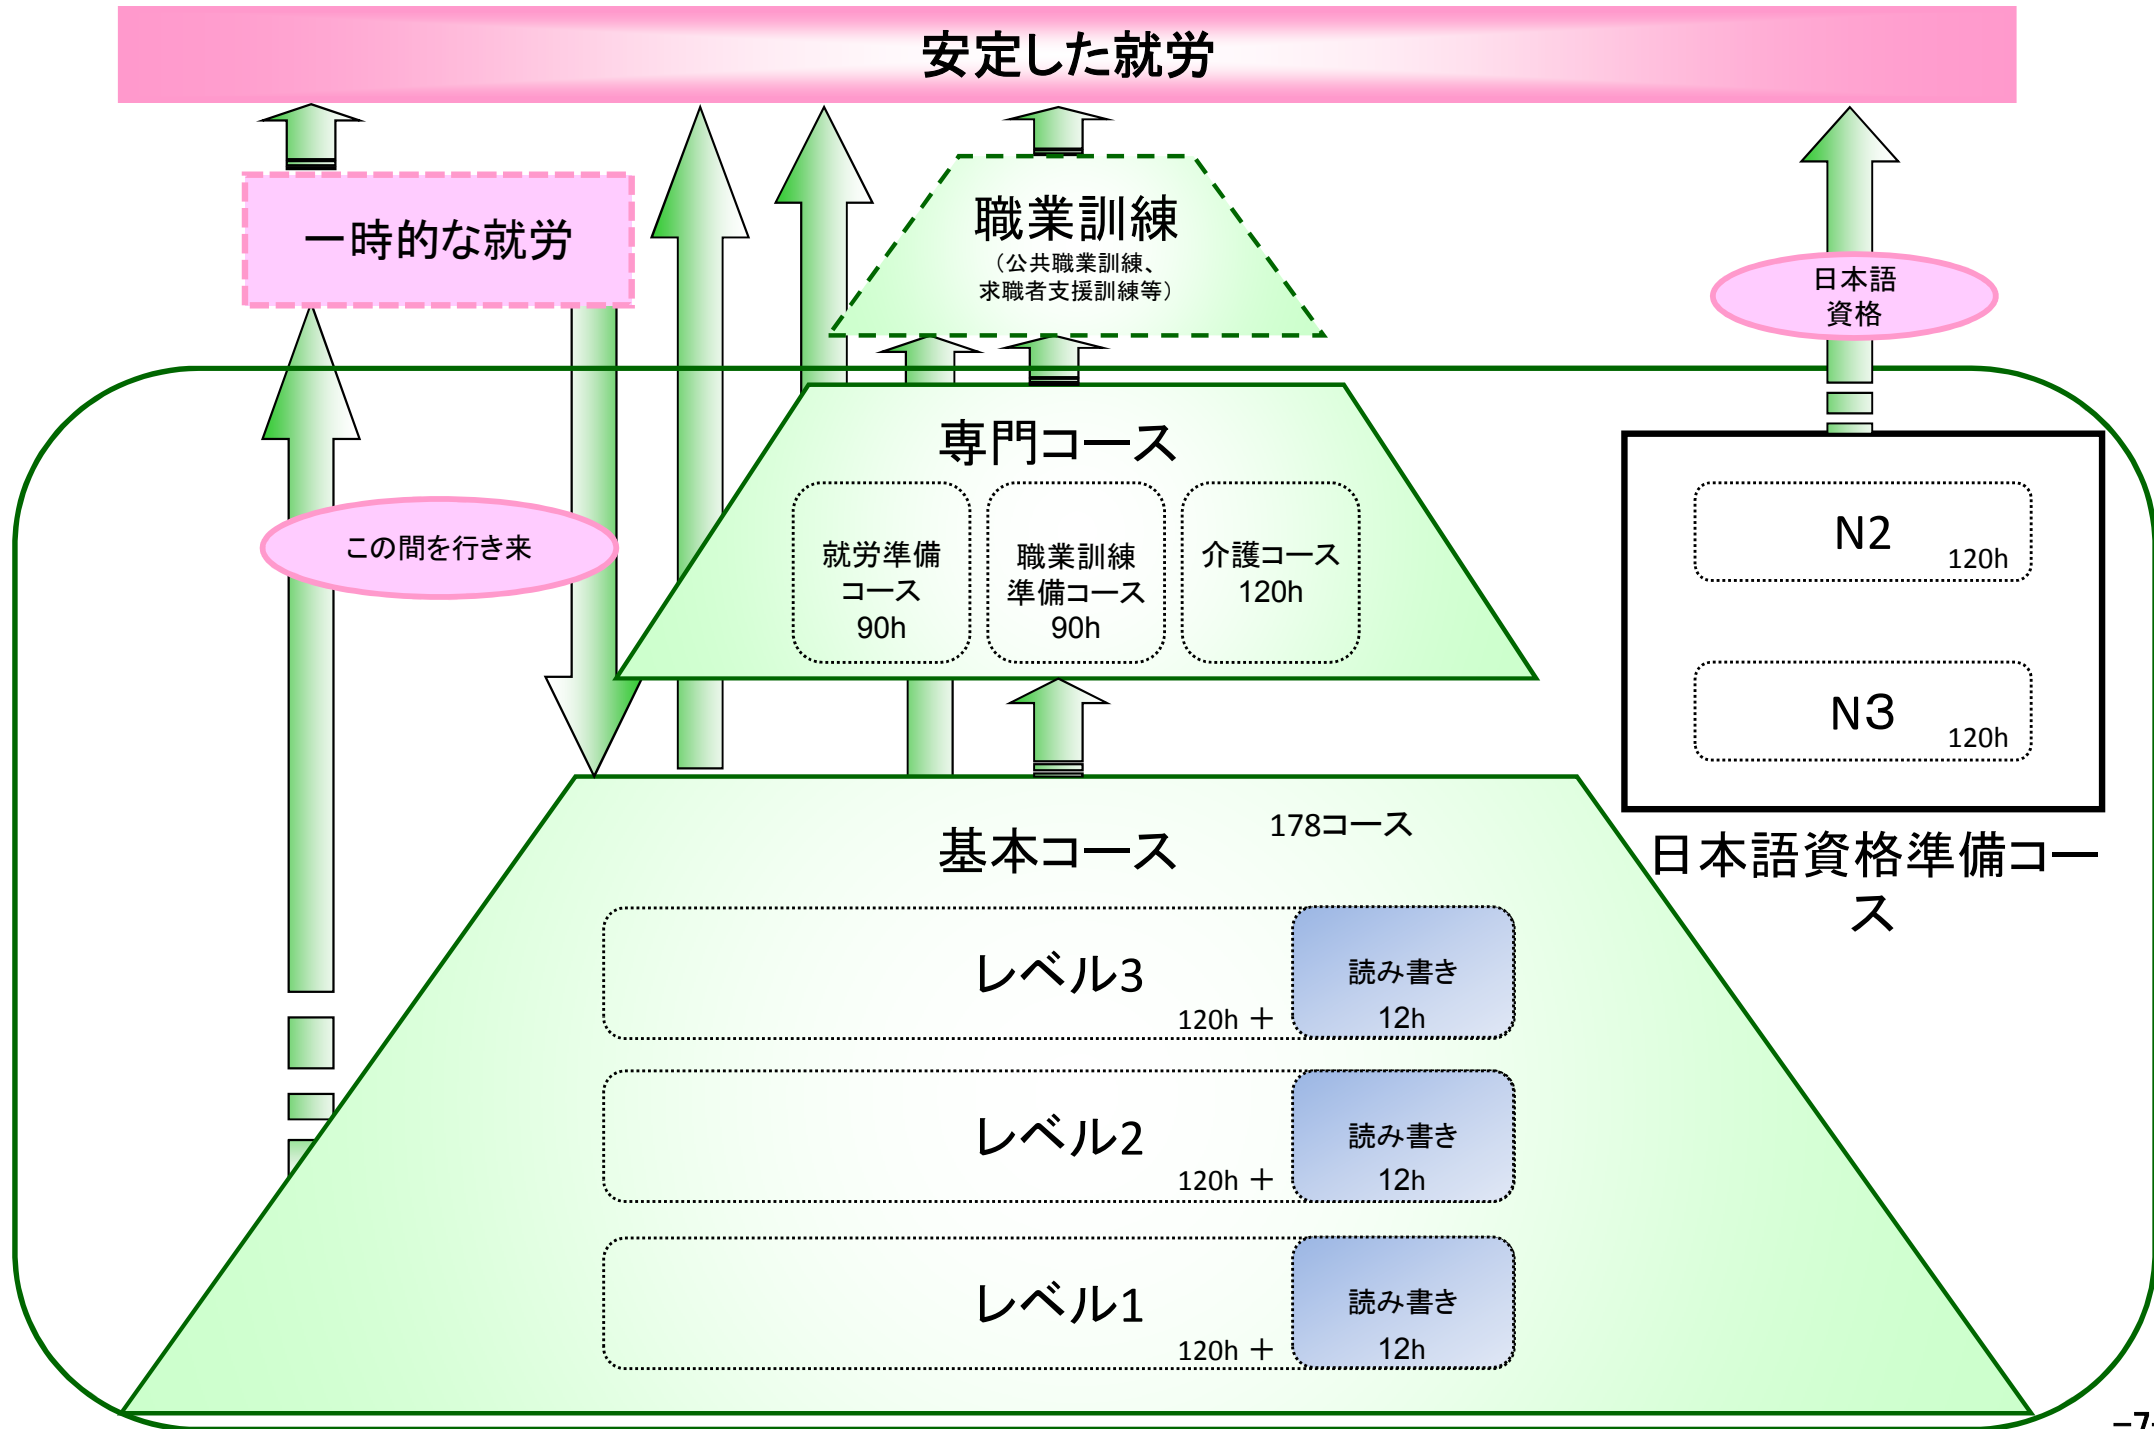 安定した就労
一時的な就労
職業訓練
（公共職業訓練、
求職者支援訓練等）
日本語
資格
この間を行き来
専門コース
就労準備
コース
90h
職業訓練
準備コース
90h
介護コース
120h
N2
120h
N3
120h
日本語資格準備コー
ス
基本コース
178コース
レベル3
120h ＋
読み書き
12h
レベル2
120h ＋
読み書き
12h
レベル1
120h ＋
読み書き
12h
−7-